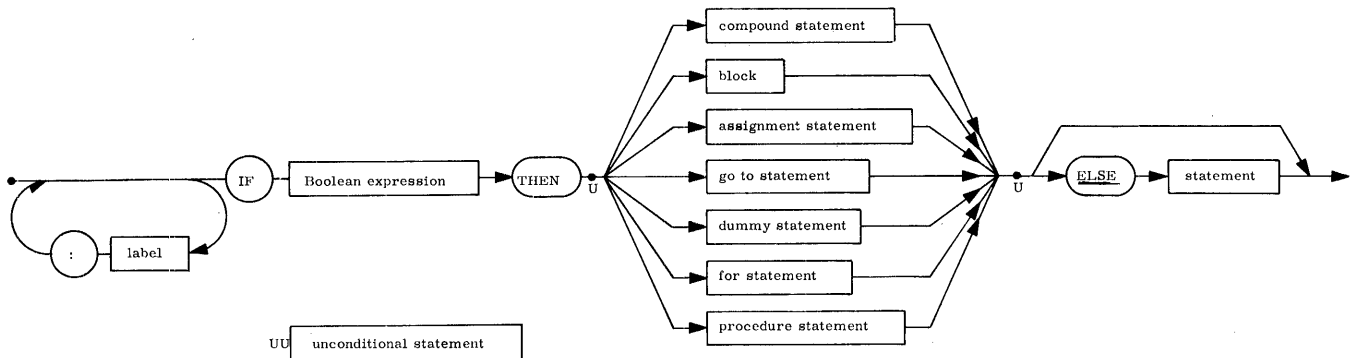 compound statement
block
assignment statement
IF
Boolean expression
THEN
U
go to statement
U
ELSE
statement
:
label
dummy statement
for statement
procedure statement
UU
unconditional statement